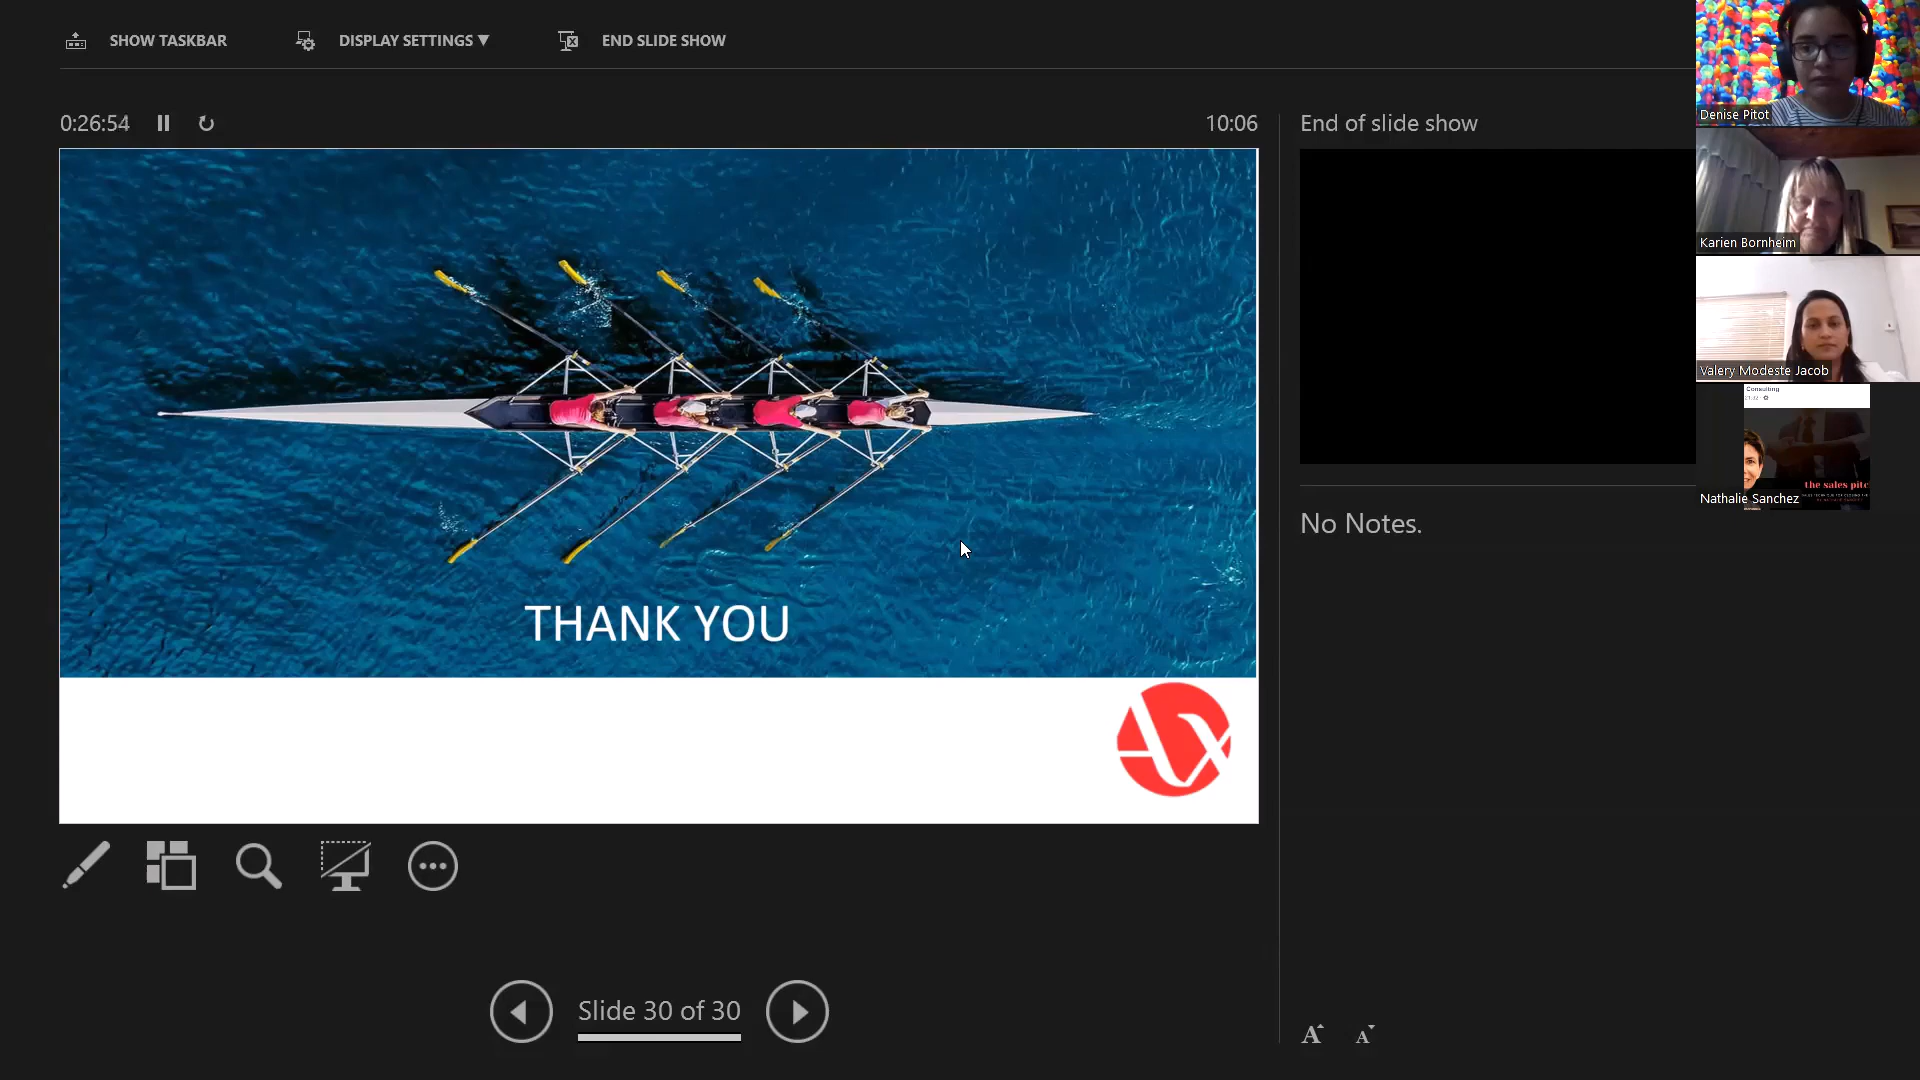 SHOW TASKBAR
DISPLAY SETTINGS ▼
END SLIDE SHOW
0:26:54
10:06
End of slide show
THANK YOU
No Notes.
Slide 30 of 30
A
A
Denise Pitot
Karien Bornheim
Valery Modeste Jacob
Consulting
the sales pitc
Nathalie Sanchez